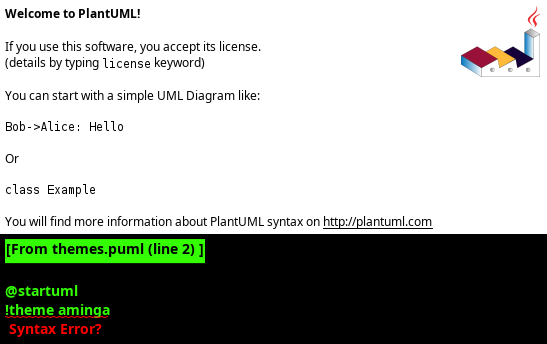 Welcome to PlantUML!
If you use this software, you accept its license.
(details by typing license keyword)
You can start with a simple UML Diagram like:
Bob->Alice: Hello
Or
class Example
You will find more information about PlantUML syntax on http://plantuml.com
[From themes.puml (line 2) ]
@startuml
!theme aminga
Syntax Error?